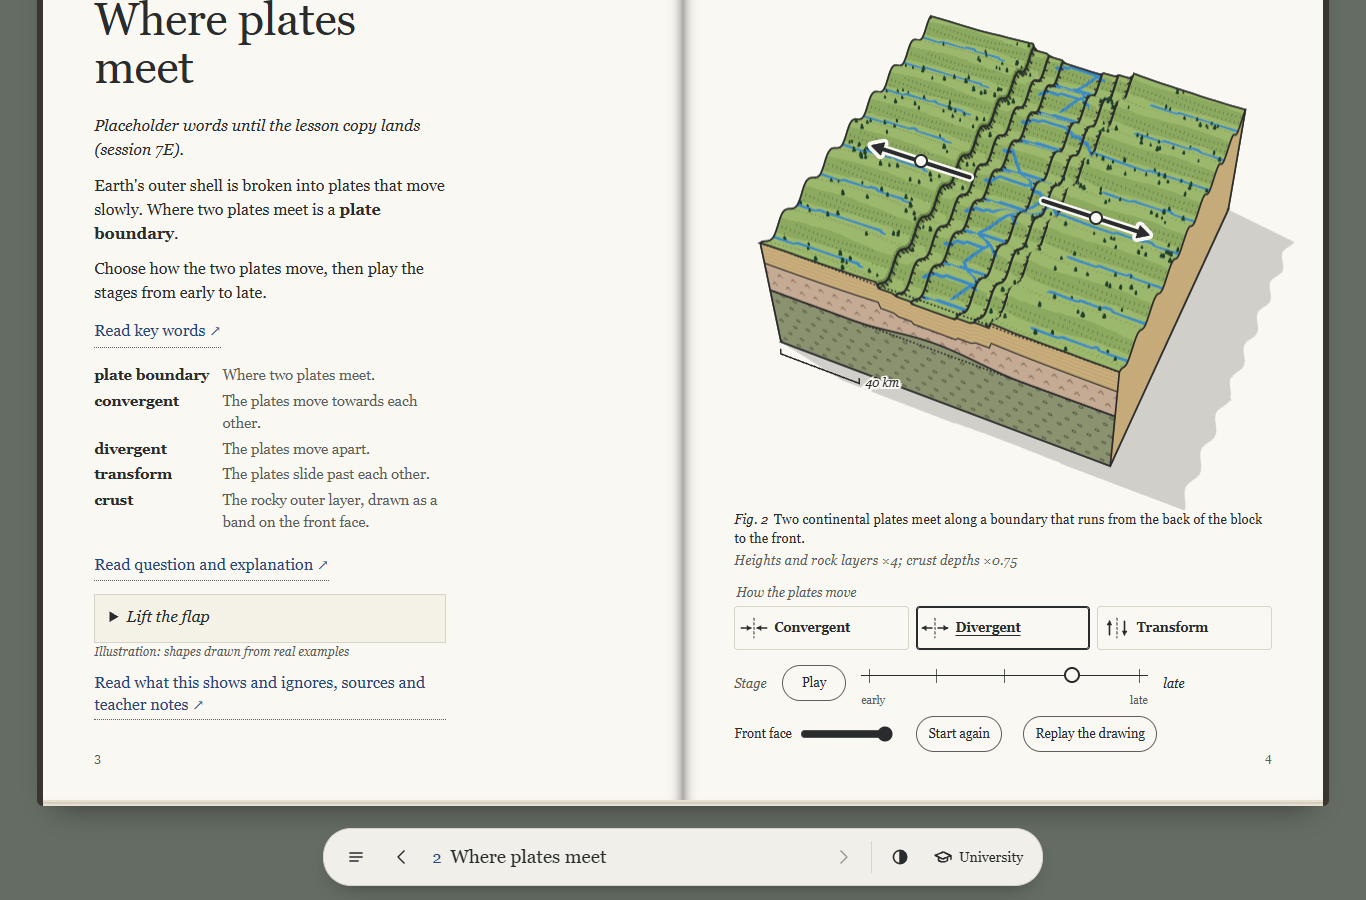 Where plates
meet
Placeholder words until the lesson copy lands
(session 7E).
Earth's outer shell is broken into plates that move
slowly. Where two plates meet is a plate
boundary.
Choose how the two plates move, then play the
stages from early to late.
Read key words ↗
plate boundary Where two plates meet.
convergent The plates move towards each
other.
divergent The plates move apart.
transform The plates slide past each other.
crust The rocky outer layer, drawn as a
band on the front face.
Read question and explanation ↗
▶ Lift the flap
Illustration: shapes drawn from real examples
Read what this shows and ignores, sources and
teacher notes ↗
3
40 km
Fig. 2 Two continental plates meet along a boundary that runs from the back of the block
to the front.
Heights and rock layers ×4; crust depths ×0.75
How the plates move
Convergent Divergent Transform
Stage Play late
early late
Front face Start again Replay the drawing
4
2 Where plates meet University